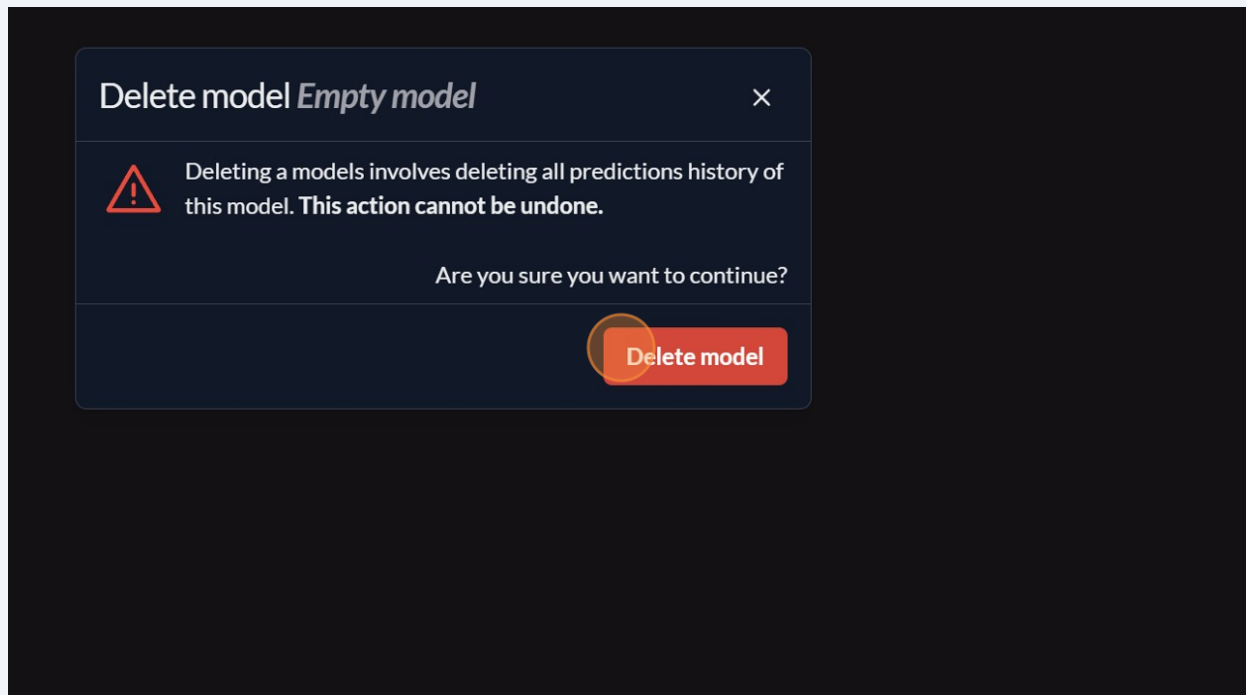 Delete model Empty model
Deleting a models involves deleting all predictions history of
this model. This action cannot be undone.
Are you sure you want to continue?
Delete model